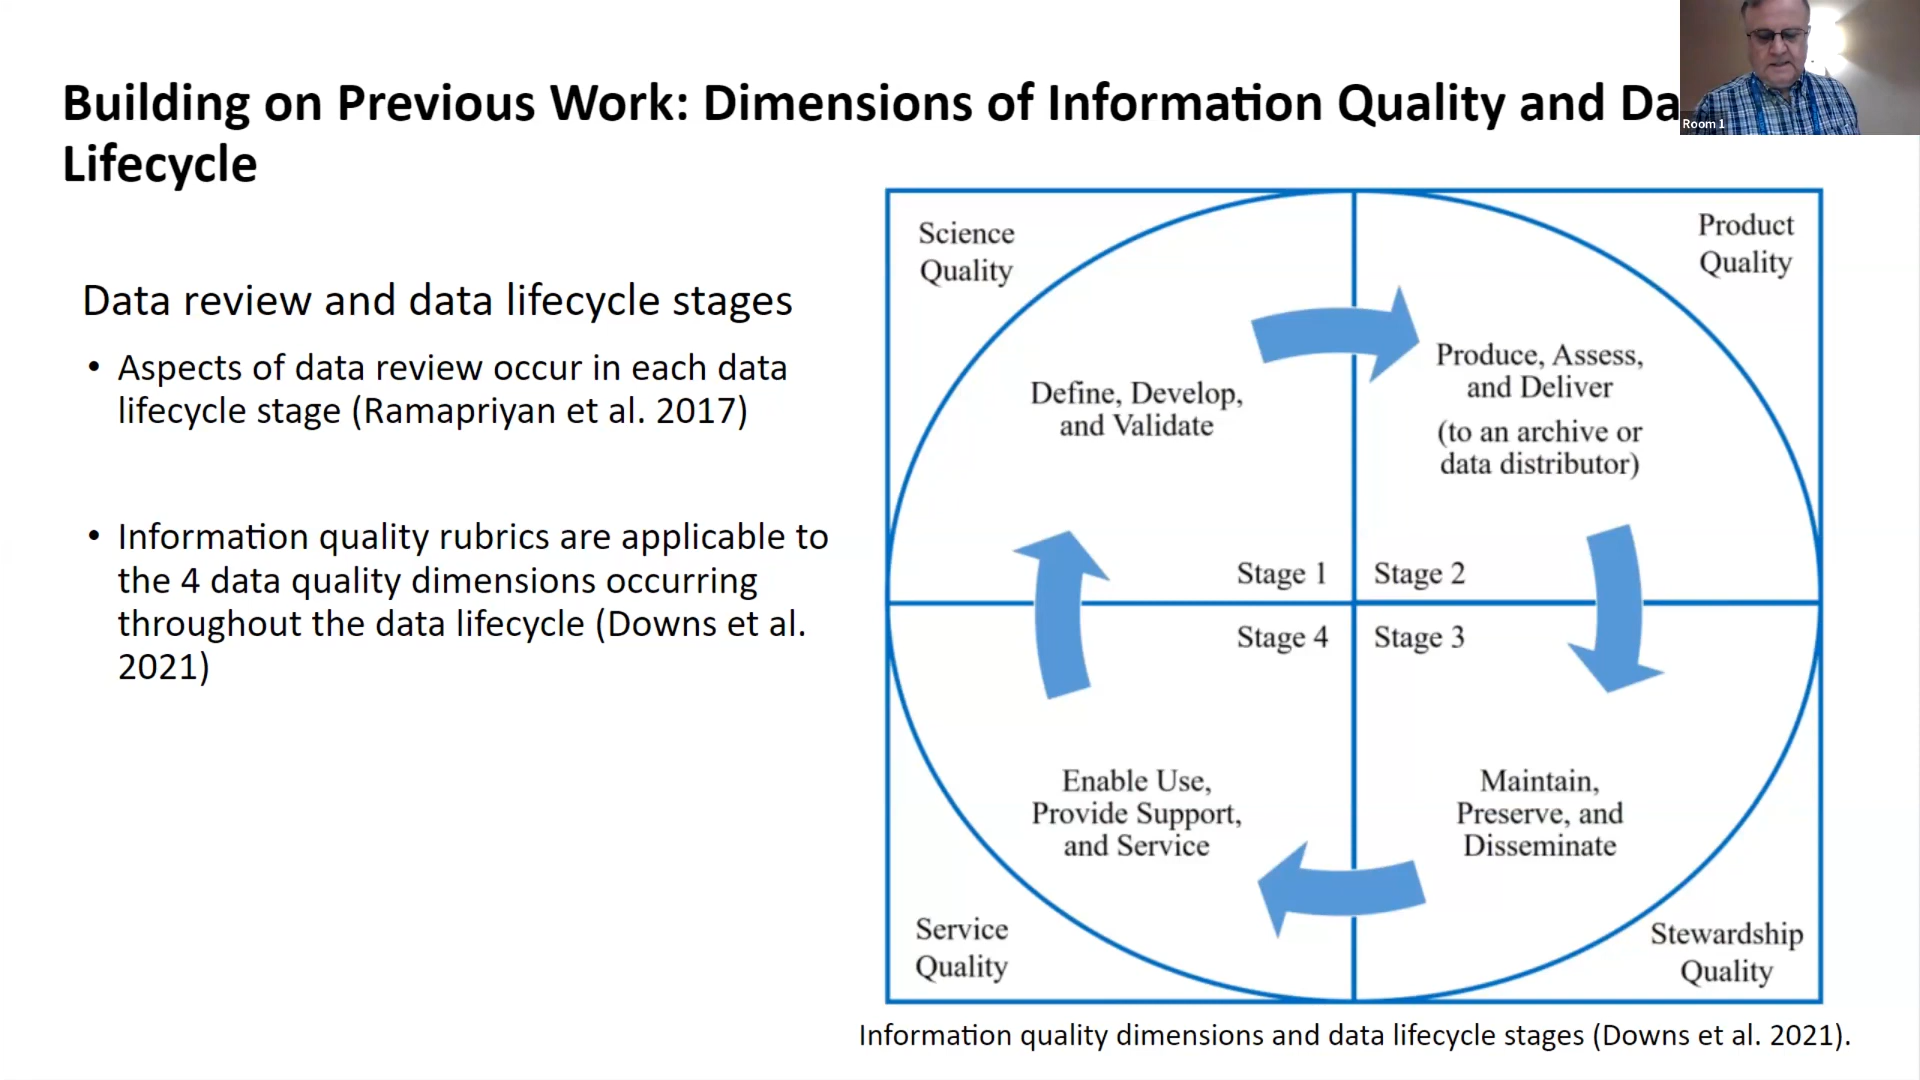 Building on Previous Work: Dimensions of Information Quality and
Lifecycle
Room 1
Data review and data lifecycle stages
• Aspects of data review occur in each data
lifecycle stage (Ramapriyan et al. 2017)
• Information quality rubrics are applicable to
the 4 data quality dimensions occurring
throughout the data lifecycle (Downs et al.
2021)
Science
Quality
Product
Quality
Define, Develop,
and Validate
Produce, Assess,
and Deliver
(to an archive or
data distributor)
Stage 1
Stage 2
Stage 4
Stage 3
Enable Use,
Provide Support,
and Service
Maintain,
Preserve, and
Disseminate
Service
Quality
Stewardship
Quality
Information quality dimensions and data lifecycle stages (Downs et al. 2021).